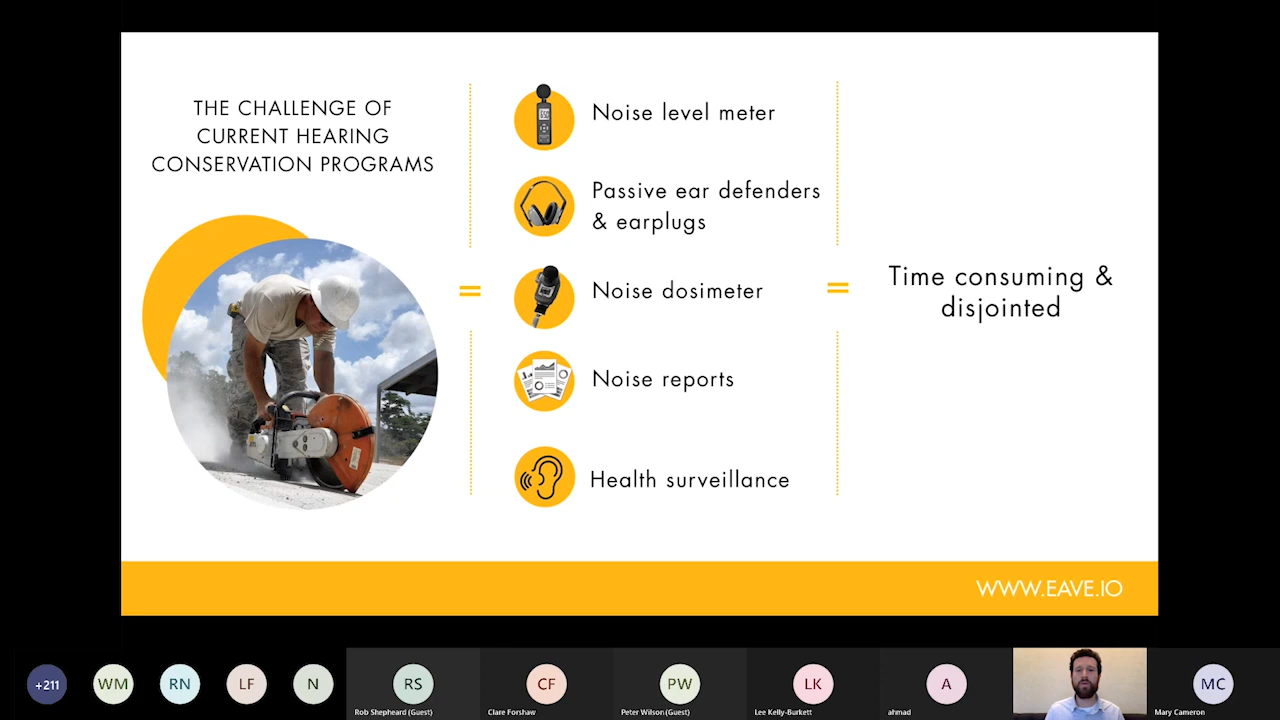 THE CHALLENGE OF
CURRENT HEARING
CONSERVATION PROGRAMS
=
Noise level meter
Passive ear defenders
& earplugs
Noise dosimeter
Noise reports
Health surveillance
=
Time consuming &
disjointed
WWW.EAVE.IO
+211
WM
RN
LF
N
RS
Rob Shepheard (Guest)
CF
Clare Forshaw
PW
Peter Wilson (Guest)
LK
Lee Kelly-Burkett
A
ahmad
MC
Mary Cameron